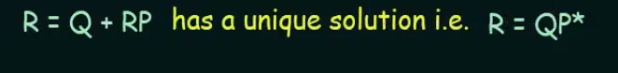 R = Q + RP has a unique solution i.e. R = QP*